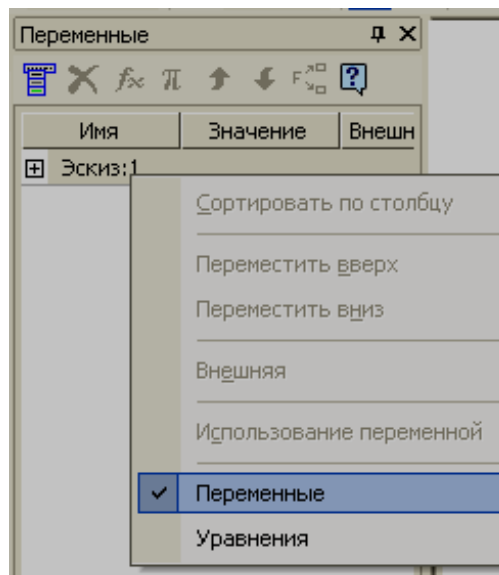 Переменные
Имя Значение Внешн
Эскиз:1
Сортировать по столбцу
Переместить вверх
Переместить вниз
Внешняя
Использование переменной
Переменные
Уравнения